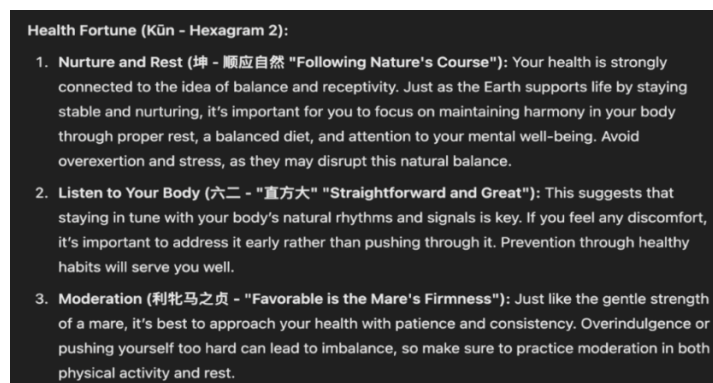 Health Fortune (Kūn - Hexagram 2):
1. Nurture and Rest (坤 - 顺应自然 "Following Nature's Course"): Your health is strongly
connected to the idea of balance and receptivity. Just as the Earth supports life by staying
stable and nurturing, it's important for you to focus on maintaining harmony in your body
through proper rest, a balanced diet, and attention to your mental well-being. Avoid
overexertion and stress, as they may disrupt this natural balance.
2. Listen to Your Body (六二 - "直方大" "Straightforward and Great"): This suggests that
staying in tune with your body's natural rhythms and signals is key. If you feel any discomfort,
it's important to address it early rather than pushing through it. Prevention through healthy
habits will serve you well.
3. Moderation (利牝马之贞 - "Favorable is the Mare's Firmness"): Just like the gentle strength
of a mare, it's best to approach your health with patience and consistency. Overindulgence or
pushing yourself too hard can lead to imbalance, so make sure to practice moderation in both
physical activity and rest.